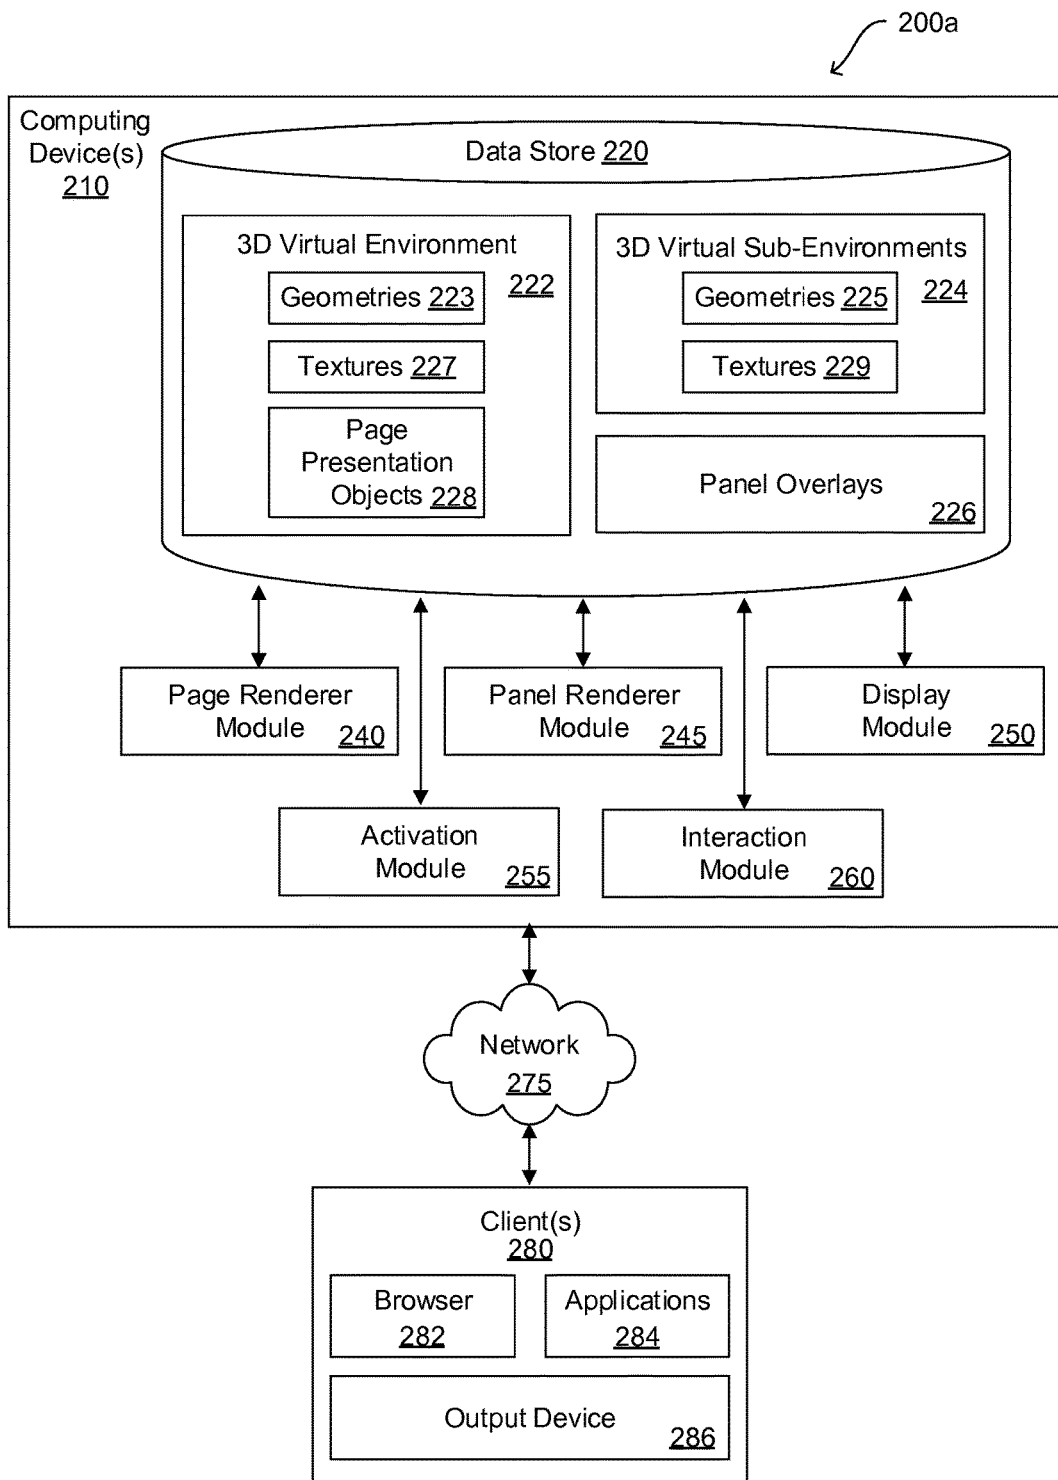 200a
Computing
Device(s)
210
Data Store 220
3D Virtual Environment
222
Geometries 223
Textures 227
Page
Presentation
Objects 228
3D Virtual Sub-Environments
224
Geometries 225
Textures 229
Panel Overlays
226
Page Renderer
Module
240
Panel Renderer
Module
245
Display
Module
250
Activation
Module
255
Interaction
Module
260
Network
275
Client(s)
280
Browser
282
Applications
284
Output Device
286